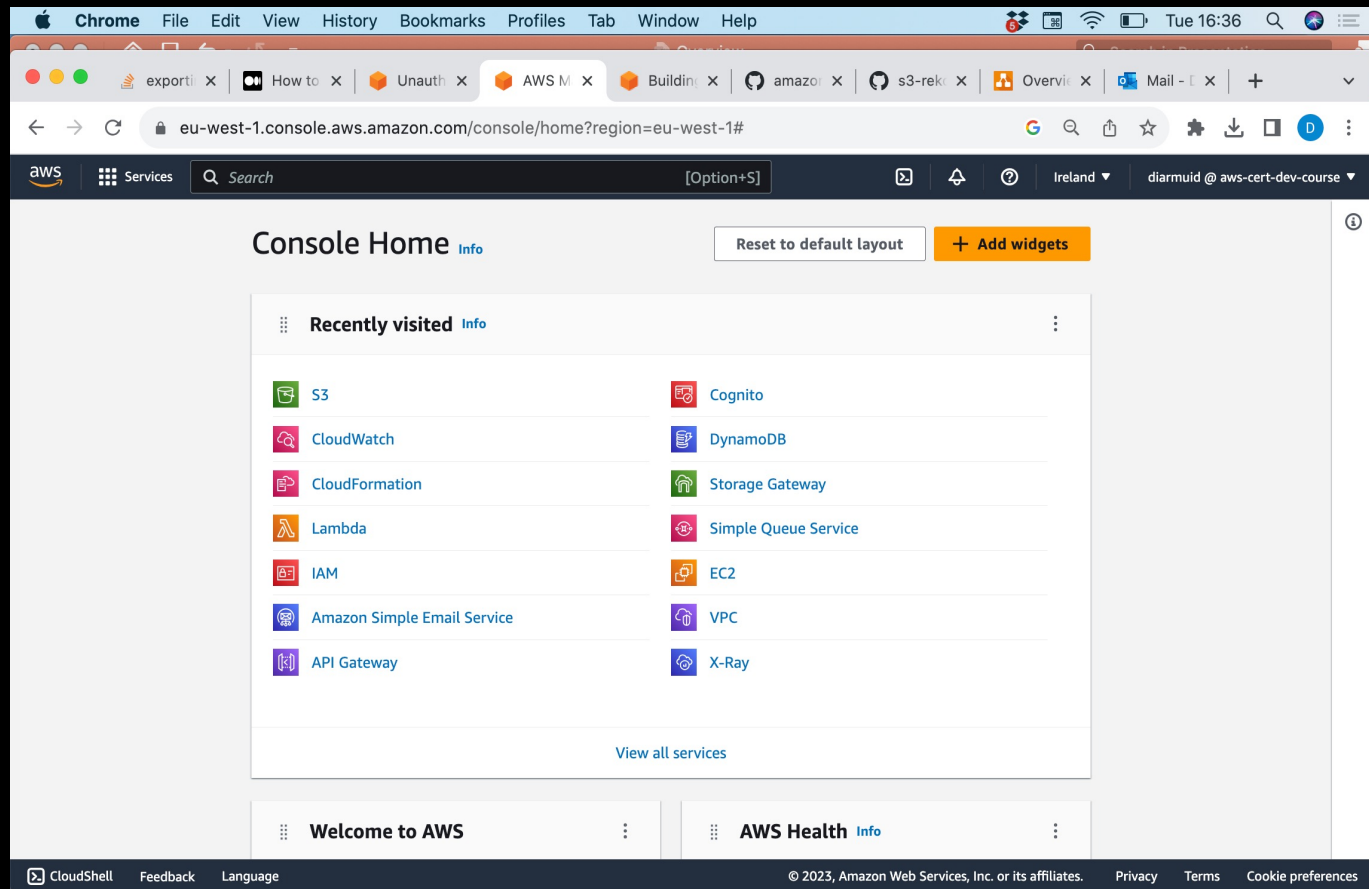 Chrome File Edit View History Bookmarks Profiles Tab Window Help Tue 16:36
exporti How to Unauth AWS M Building amazon s3-reko Overvie Mail - D
eu-west-1.console.aws.amazon.com/console/home?region=eu-west-1# D
aws Services Search [Option+S] Ireland diarmuid @ aws-cert-dev-course
Console Home Info Reset to default layout + Add widgets
Recently visited Info
S3 Cognito
CloudWatch DynamoDB
CloudFormation Storage Gateway
Lambda Simple Queue Service
IAM EC2
Amazon Simple Email Service VPC
API Gateway X-Ray
View all services
Welcome to AWS AWS Health Info
CloudShell Feedback Language © 2023, Amazon Web Services, Inc. or its affiliates. Privacy Terms Cookie preferences